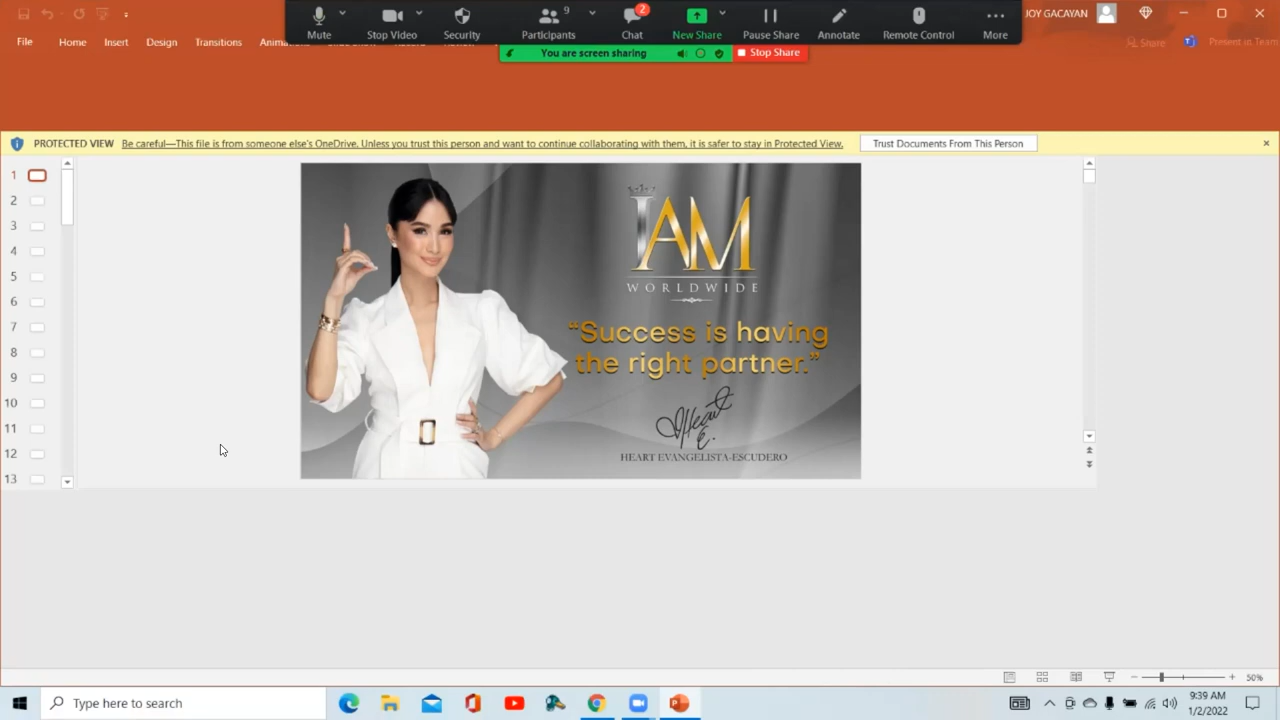 JOY GACAYAN
9
2
Mute
Stop Video
Security
Participants
Chat
New Share
Pause Share
Annotate
Remote Control
More
File
Home
Insert
Design
Transitions
Share
Present in Team
You are screen sharing
Stop Share
PROTECTED VIEW Be careful—This file is from someone else's OneDrive. Unless you trust this person and want to continue collaborating with them, it is safer to stay in Protected View. Trust Documents From This Person
1
2
3
4
5
6
7
8
9
10
11
12
13
IAM
WORLDWIDE
“Success is having
the right partner.”
Heart
E.
HEART EVANGELISTA-ESCUDERO
50%
Type here to search
9:39 AM
1/2/2022